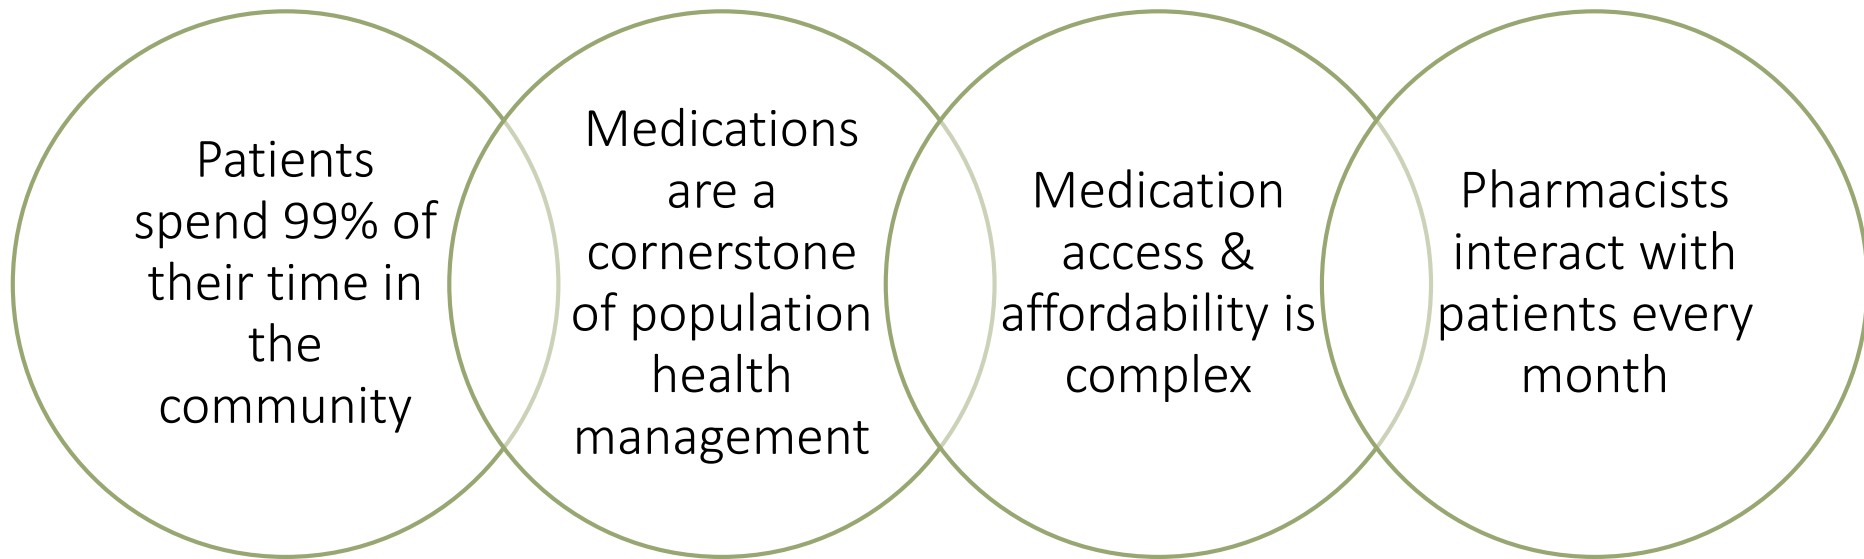 Patients
spend 99% of
their time in
the
community
Medications
are a
cornerstone
of population
health
management
Medication
access &
affordability is
complex
Pharmacists
interact with
patients every
month